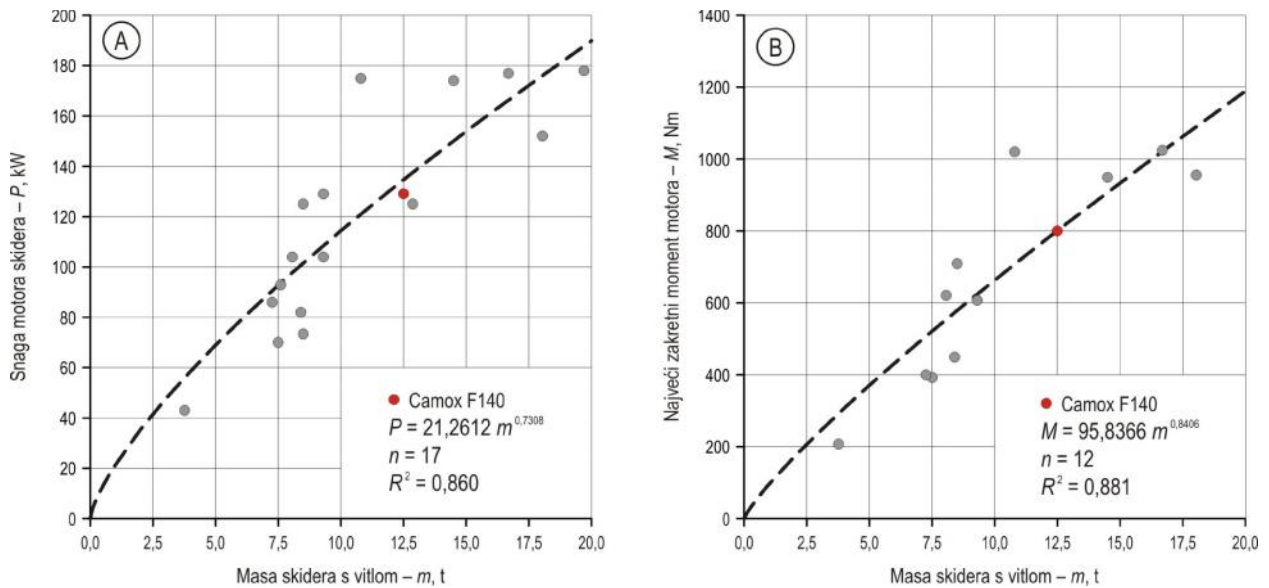 A
Snaga motora skidera – P, kW
200
180
160
140
120
100
80
60
40
20
0
Camox F140
P = 21,2612 m^0,7308
n = 17
R² = 0,860
0,0 2,5 5,0 7,5 10,0 12,5 15,0 17,5 20,0
Masa skidera s vitlom – m, t
B
Najveći zakretni moment motora – M, Nm
1400
1200
1000
800
600
400
200
0
Camox F140
M = 95,8366 m^0,8406
n = 12
R² = 0,881
0,0 2,5 5,0 7,5 10,0 12,5 15,0 17,5 20,0
Masa skidera s vitlom – m, t